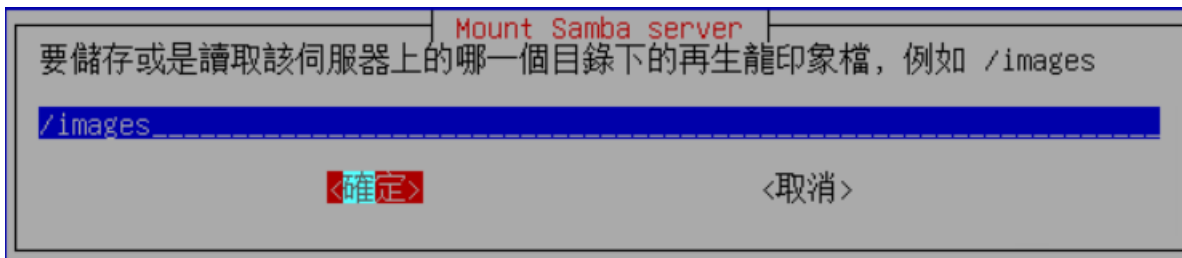 Mount Samba server
要儲存或是讀取該伺服器上的哪一個目錄下的再生龍印象檔, 例如 /images
/images
<確定> <取消>